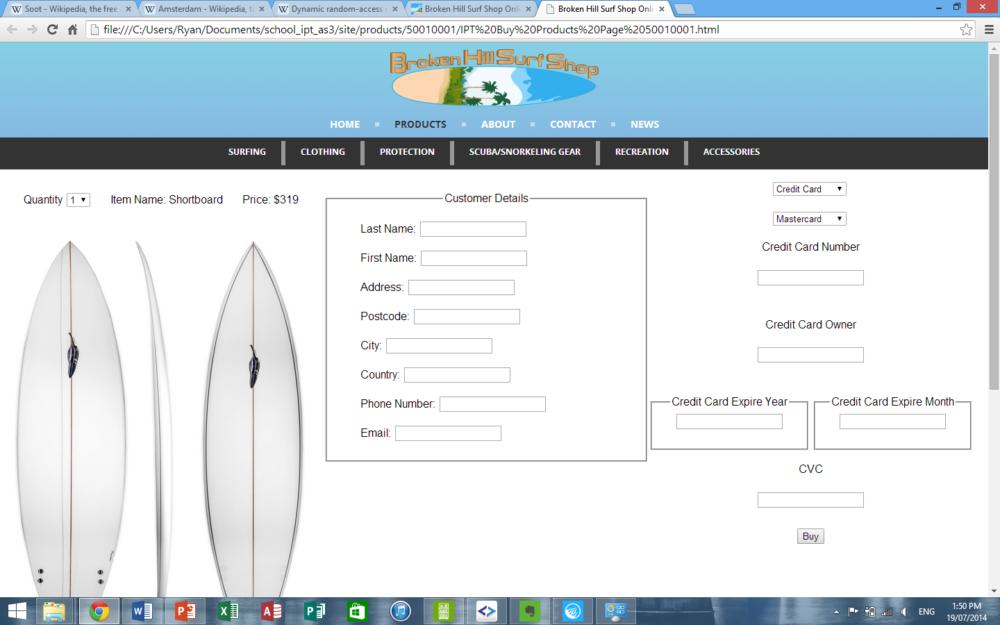 Soot - Wikipedia, the free
Amsterdam - Wikipedia, t
Dynamic random-access
Broken Hill Surf Shop Onli
Broken Hill Surf Shop Onli
file:///C:/Users/Ryan/Documents/school_ipt_as3/site/products/50010001/IPT%20Buy%20Products%20Page%2050010001.html
Broken Hill Surf Shop
HOME PRODUCTS ABOUT CONTACT NEWS
SURFING CLOTHING PROTECTION SCUBA/SNORKELING GEAR RECREATION ACCESSORIES
Quantity 1 Item Name: Shortboard Price: $319
Customer Details
Last Name:
First Name:
Address:
Postcode:
City:
Country:
Phone Number:
Email:
Credit Card
Mastercard
Credit Card Number
Credit Card Owner
Credit Card Expire Year
Credit Card Expire Month
CVC
Buy
ENG
1:50 PM
19/07/2014